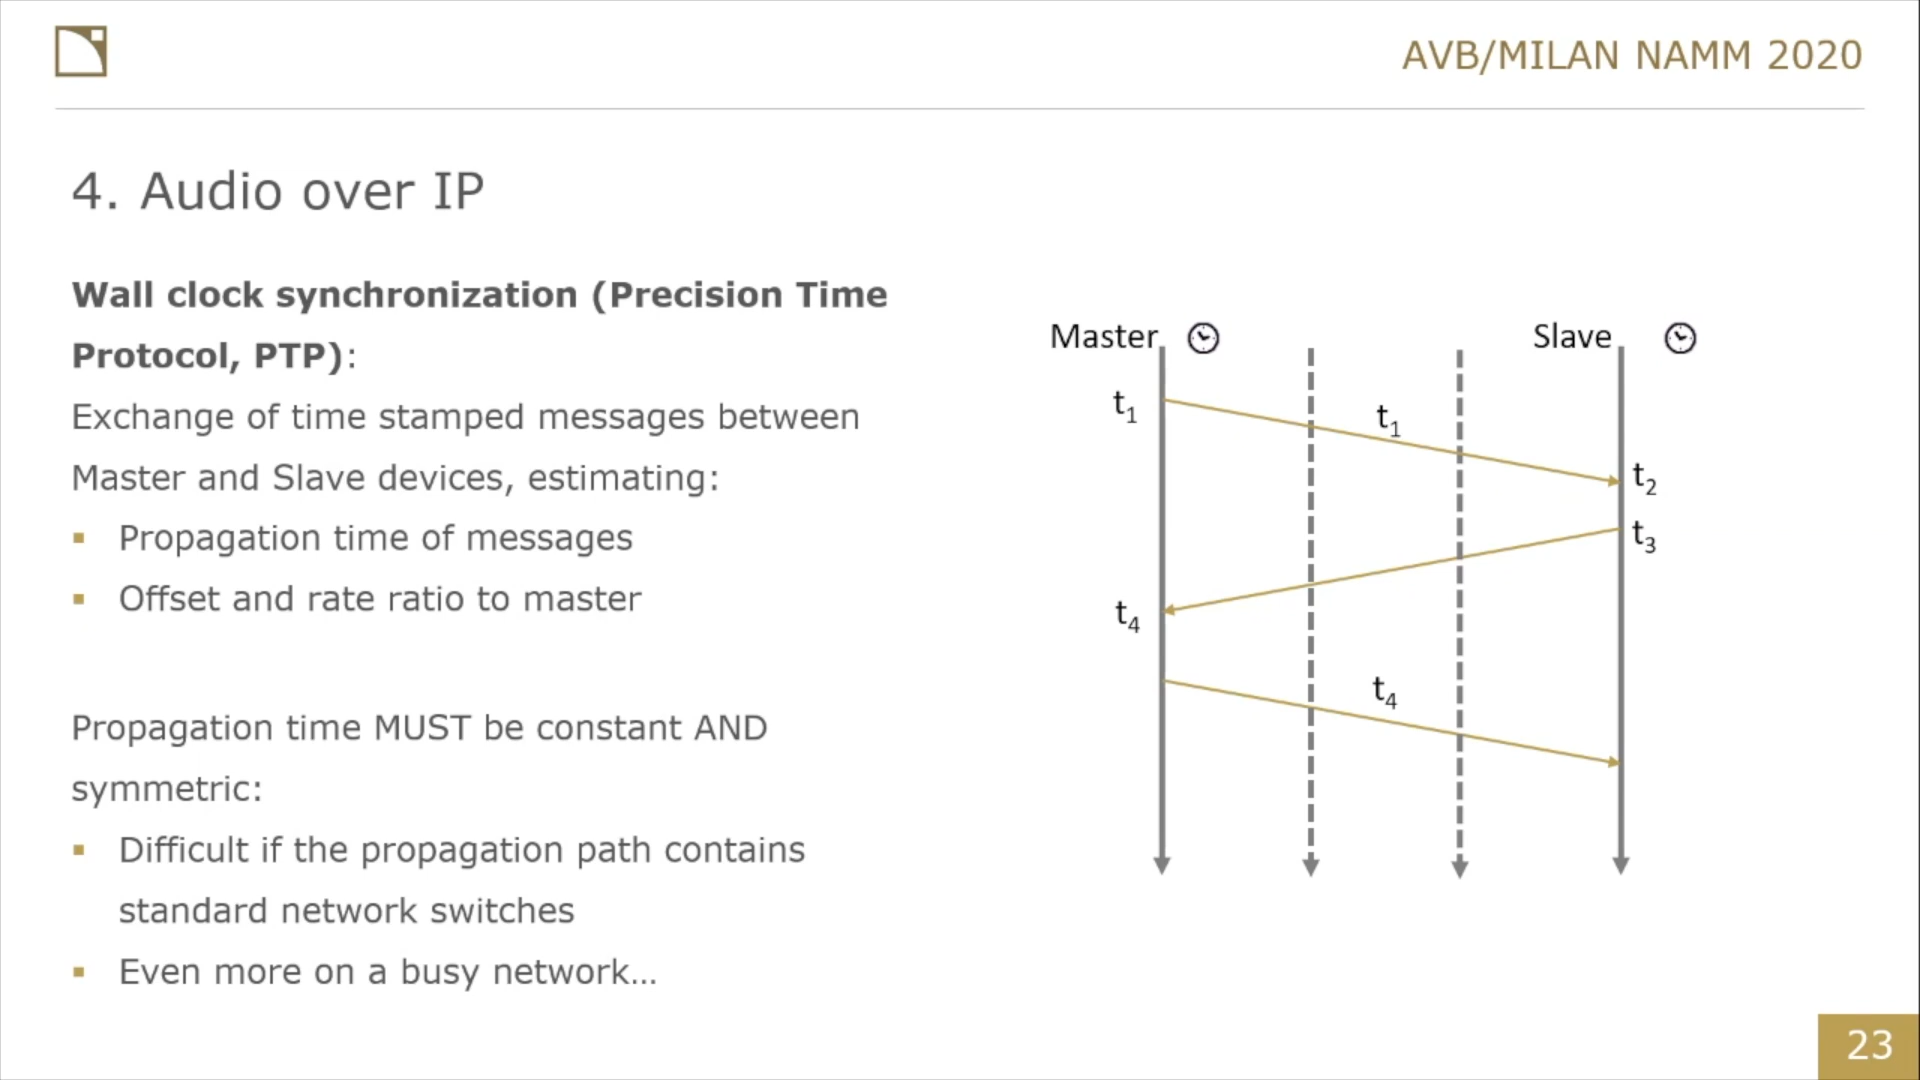 AVB/MILAN NAMM 2020
4. Audio over IP
Wall clock synchronization (Precision Time
Protocol, PTP):
Exchange of time stamped messages between
Master and Slave devices, estimating:
▪ Propagation time of messages
▪ Offset and rate ratio to master
Propagation time MUST be constant AND
symmetric:
▪ Difficult if the propagation path contains
standard network switches
▪ Even more on a busy network...
Master
Slave
t₁
t₁
t₂
t₃
t₄
t₄
23